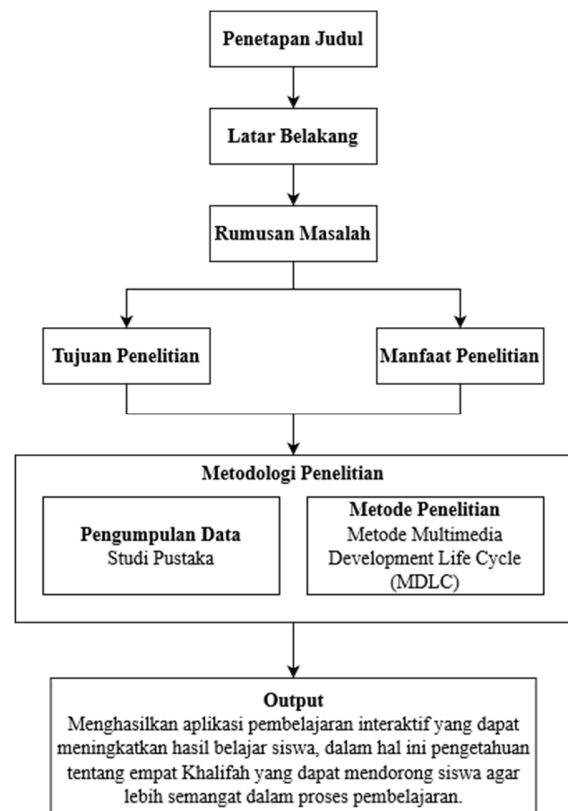 Penetapan Judul
Latar Belakang
Rumusan Masalah
Tujuan Penelitian
Manfaat Penelitian
Metodologi Penelitian
Pengumpulan Data
Studi Pustaka
Metode Penelitian
Metode Multimedia
Development Life Cycle
(MDLC)
Output
Menghasilkan aplikasi pembelajaran interaktif yang dapat
meningkatkan hasil belajar siswa, dalam hal ini pengetahuan
tentang empat Khalifah yang dapat mendorong siswa agar
lebih semangat dalam proses pembelajaran.